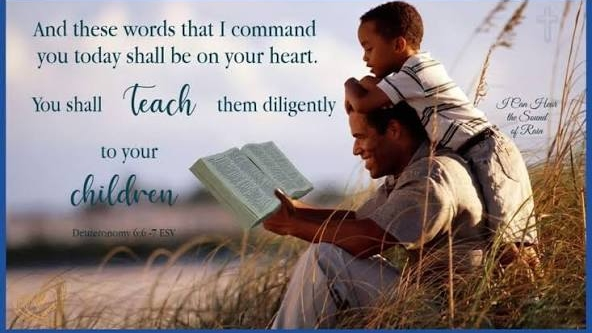 And these words that I command
you today shall be on your heart.
You shall teach them diligently
to your
children
Deuteronomy 6:6-7 ESV
I Can Hear
the Sound
of Rain